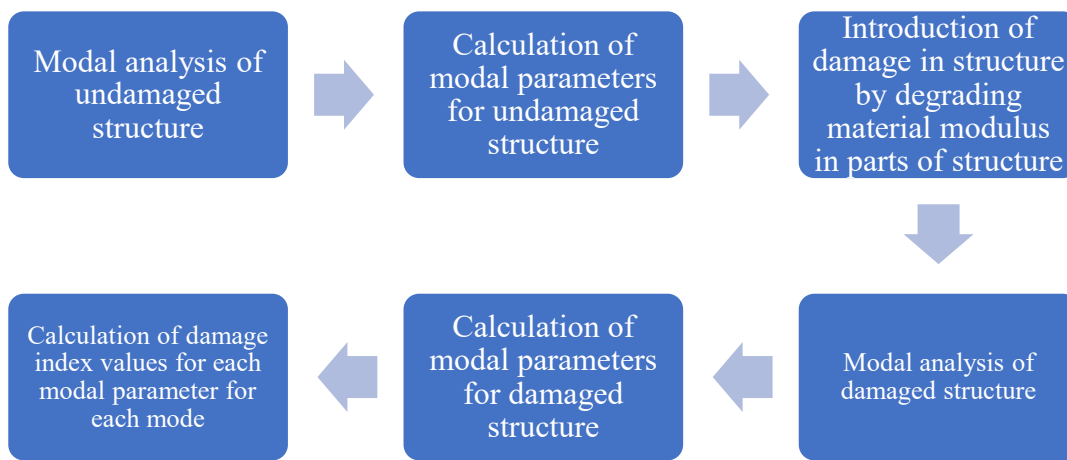 Modal analysis of
undamaged
structure
Calculation of
modal parameters
for undamaged
structure
Introduction of
damage in structure
by degrading
material modulus
in parts of structure
Modal analysis of
damaged structure
Calculation of
modal parameters
for damaged
structure
Calculation of damage
index values for each
modal parameter for
each mode